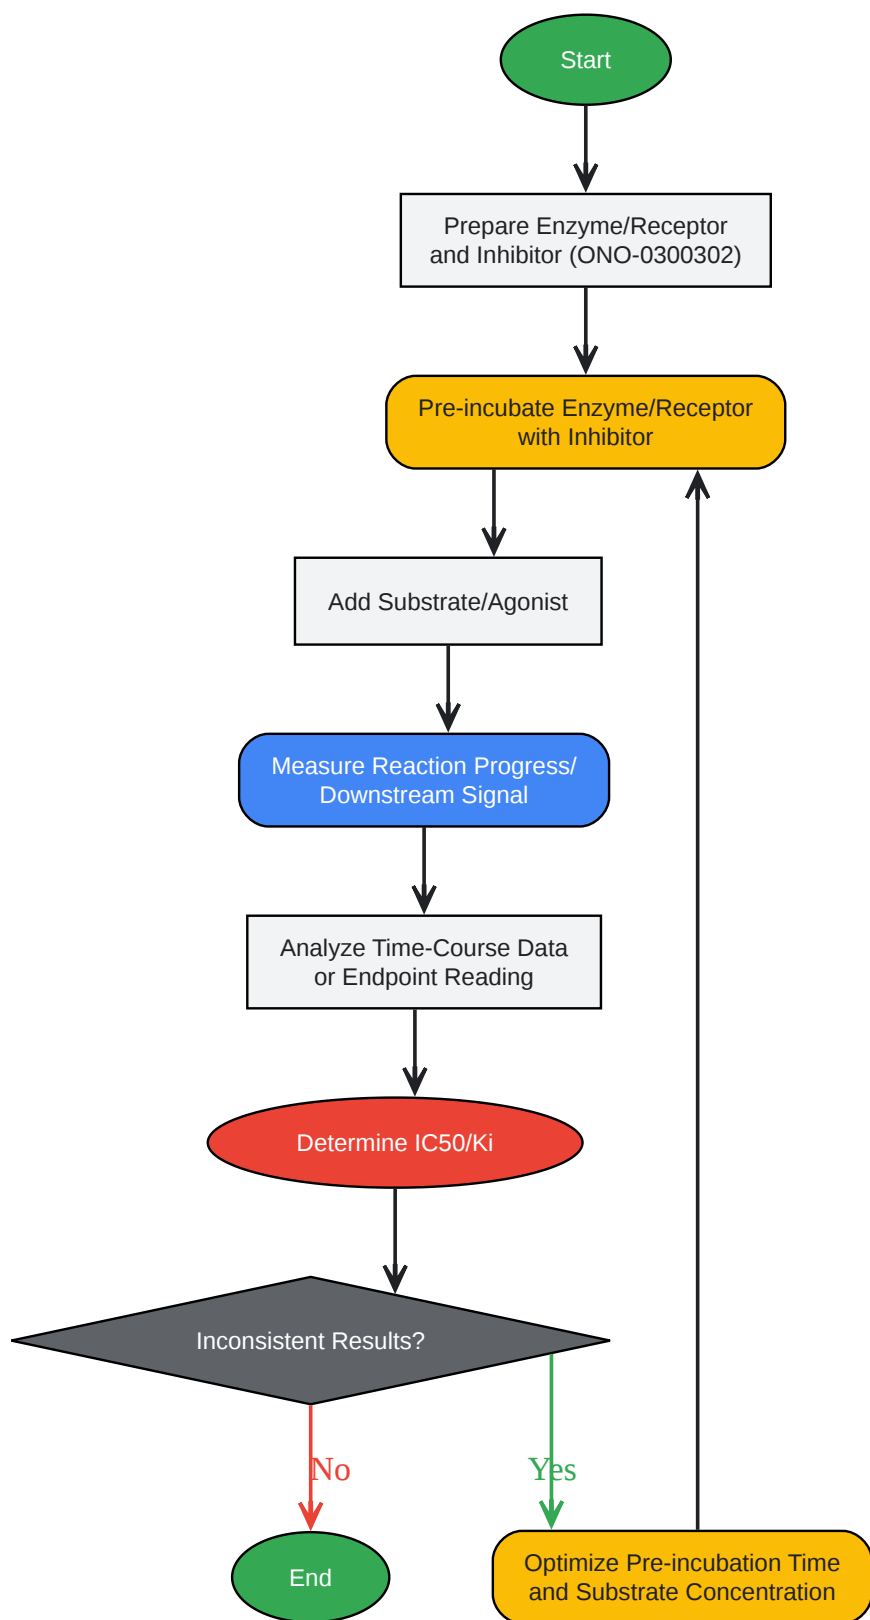 Start
Prepare Enzyme/Receptor
and Inhibitor (ONO-0300302)
Pre-incubate Enzyme/Receptor
with Inhibitor
Add Substrate/Agonist
Measure Reaction Progress/
Downstream Signal
Analyze Time-Course Data
or Endpoint Reading
Determine IC50/Ki
Inconsistent Results?
No
Yes
End
Optimize Pre-incubation Time
and Substrate Concentration